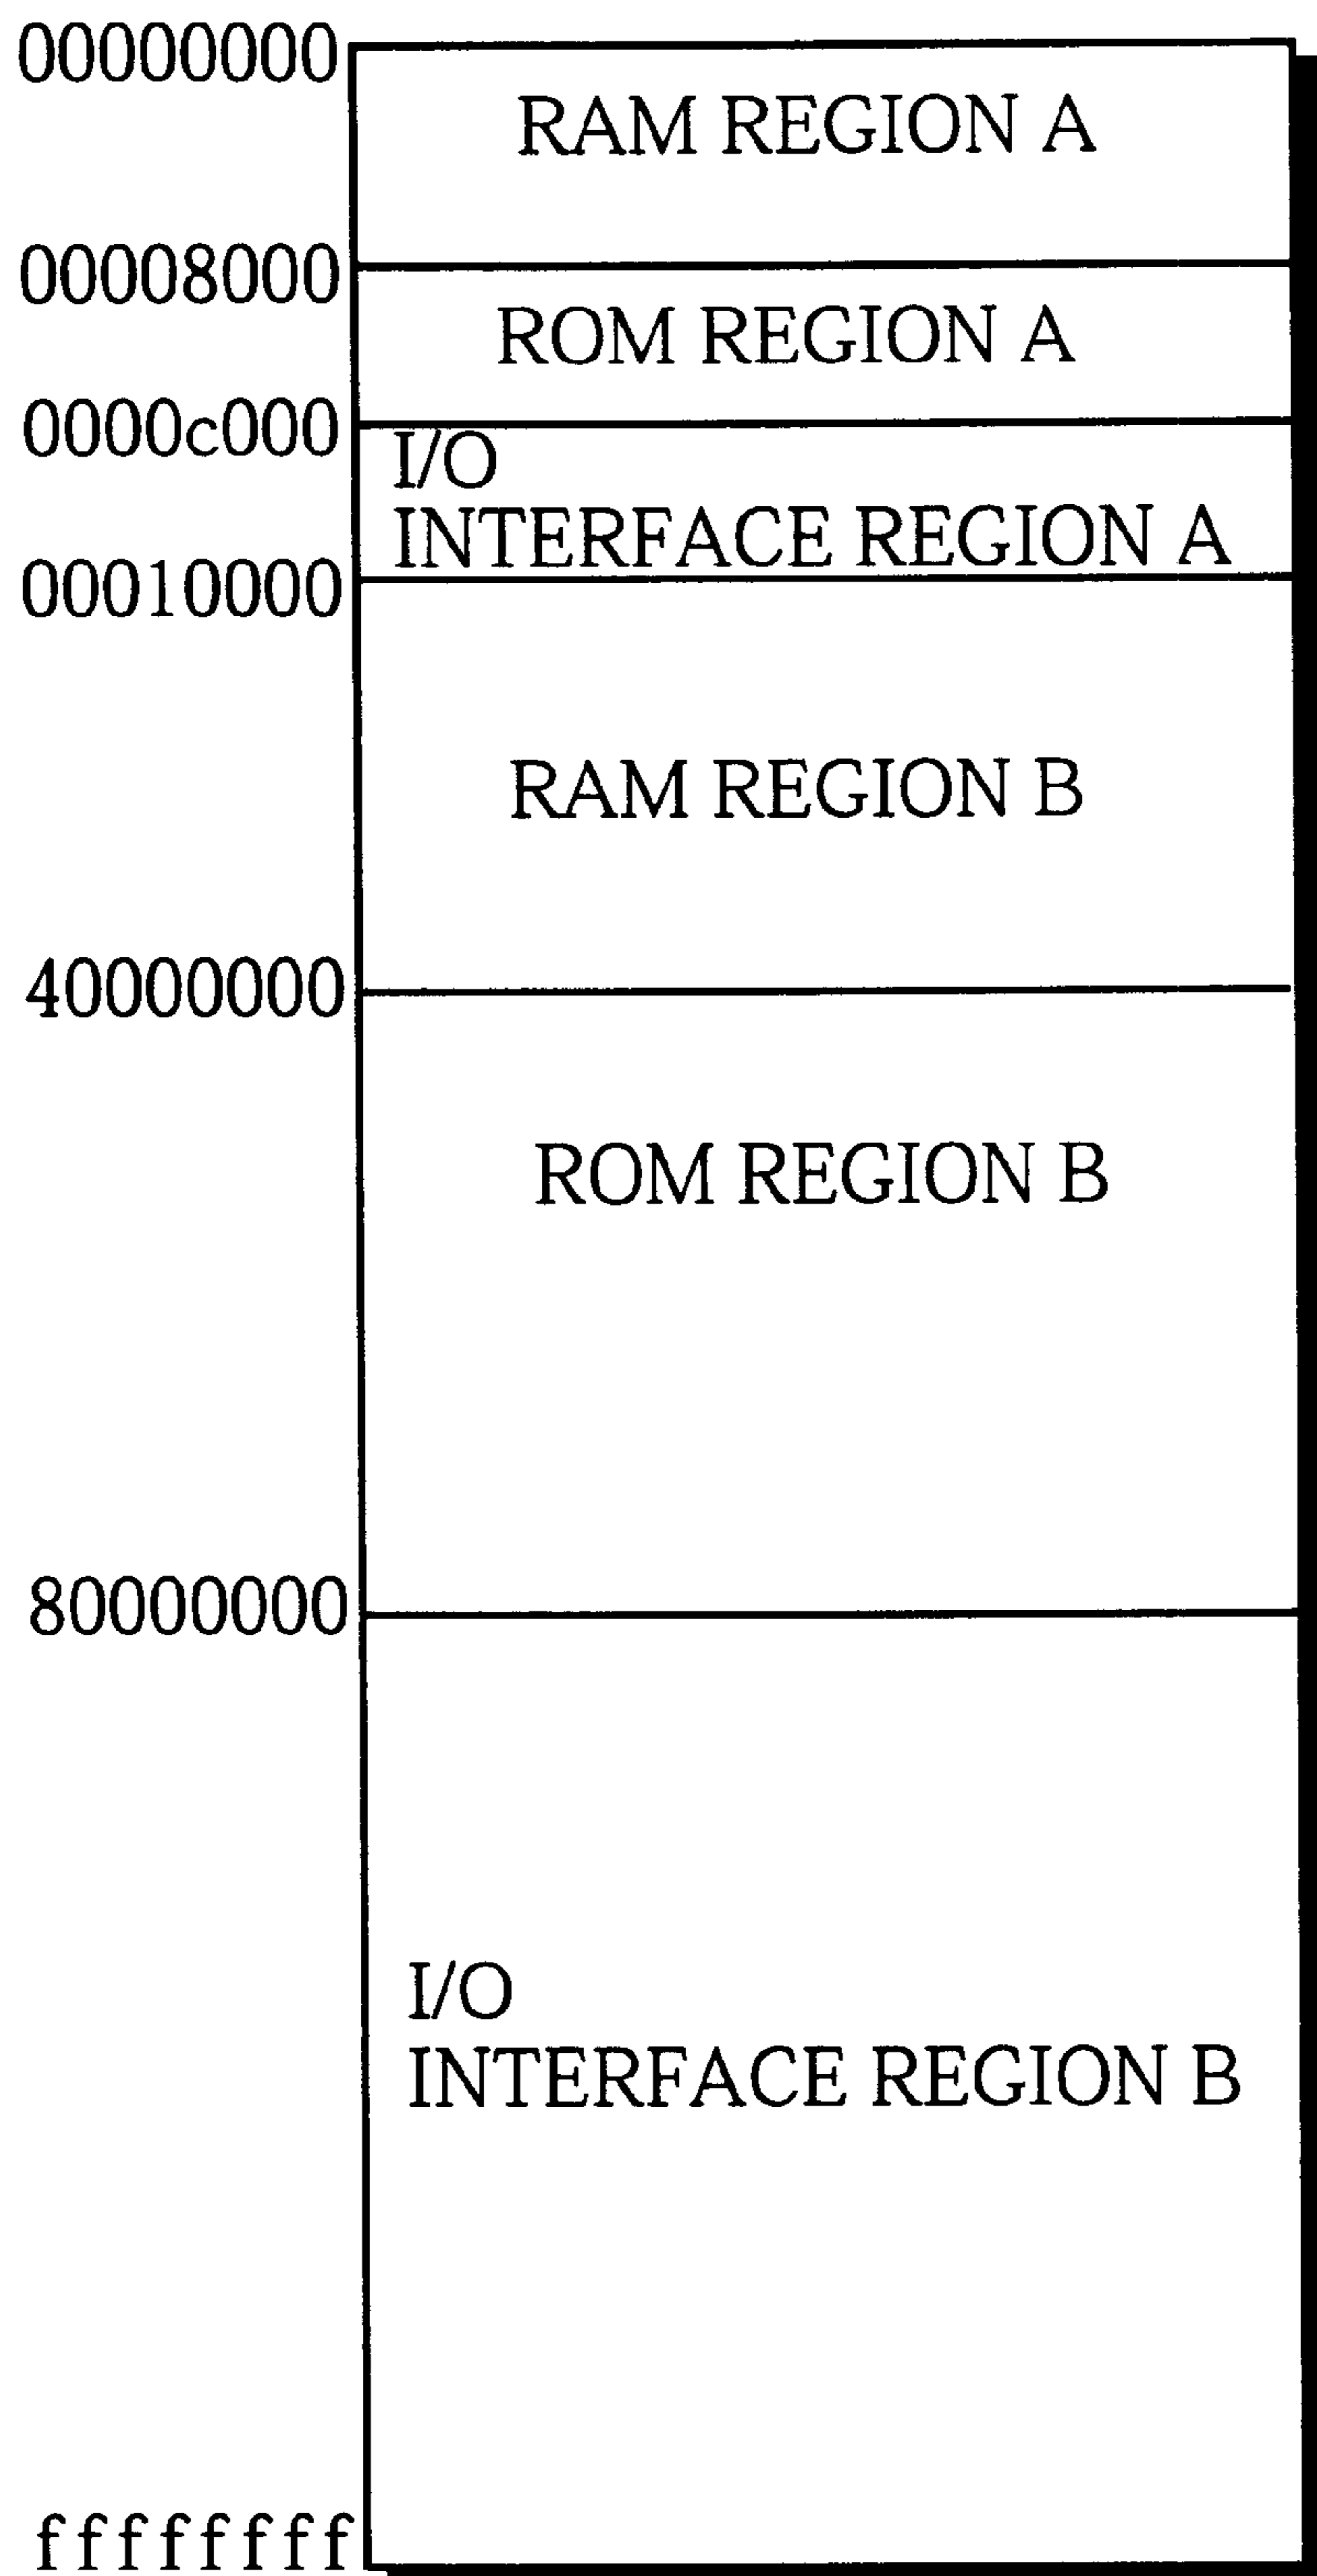 00000000
RAM REGION A
00008000
ROM REGION A
0000c000
I/O
INTERFACE REGION A
00010000
RAM REGION B
40000000
ROM REGION B
80000000
I/O
INTERFACE REGION B
ffffffff